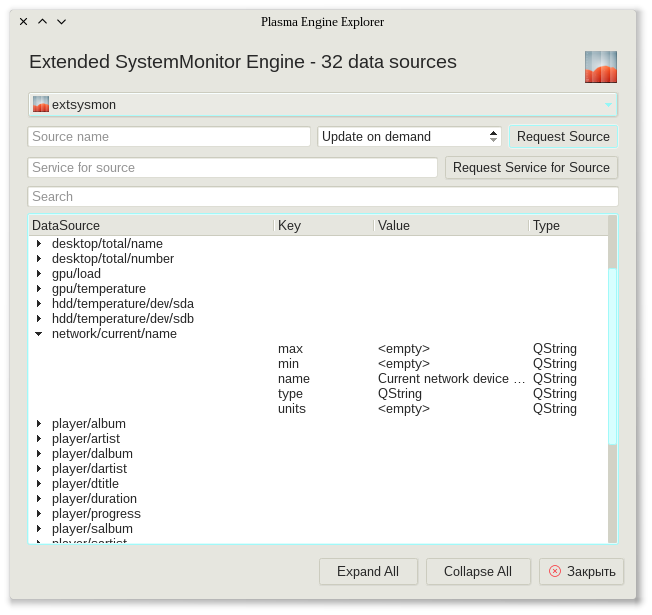 Plasma Engine Explorer
Extended SystemMonitor Engine - 32 data sources
extsysmon
Source name Update on demand Request Source
Service for source Request Service for Source
Search
DataSource Key Value Type
desktop/total/name
desktop/total/number
gpu/load
gpu/temperature
hdd/temperature/dev/sda
hdd/temperature/dev/sdb
network/current/name
max <empty> QString
min <empty> QString
name Current network device ... QString
type QString QString
units <empty> QString
player/album
player/artist
player/dalbum
player/dartist
player/dtitle
player/duration
player/progress
player/salbum
player/sartist
Expand All Collapse All Закрыть